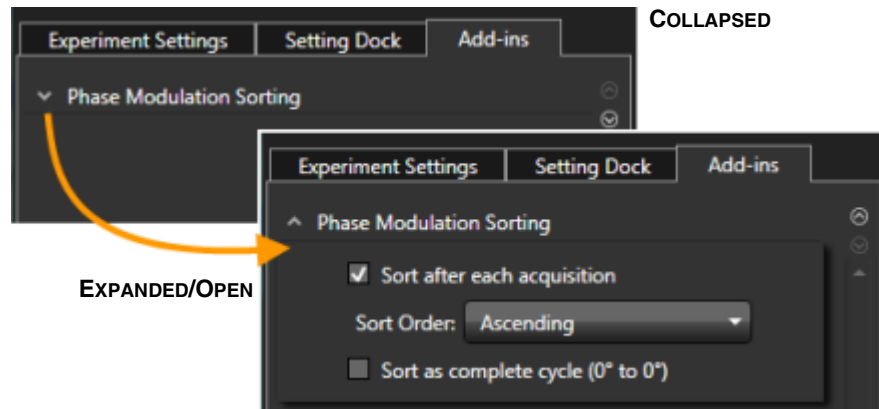 COLLAPSED
Experiment Settings Setting Dock Add-ins
Phase Modulation Sorting
Experiment Settings Setting Dock Add-ins
Phase Modulation Sorting
Sort after each acquisition
EXPANDED/OPEN
Sort Order: Ascending
Sort as complete cycle (0° to 0°)